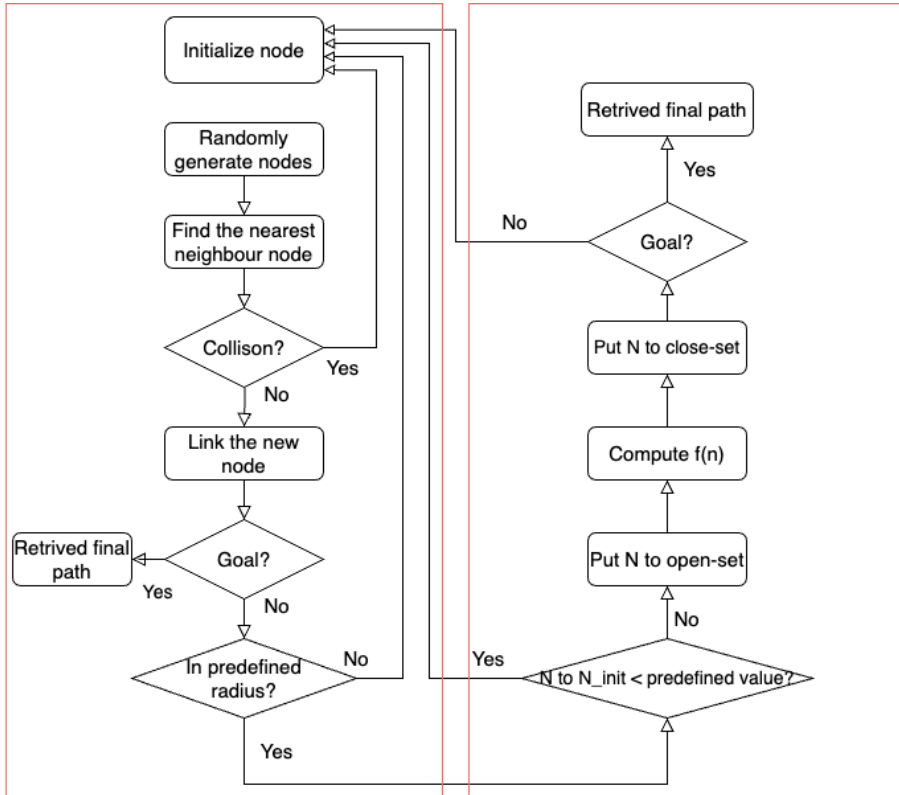 Initialize node
Randomly
generate nodes
Find the nearest
neighbour node
Collison?
Yes
No
Link the new
node
Goal?
Retrived final
path
Yes
No
In predefined
radius?
No
Yes
Retrived final path
Yes
No
Goal?
Put N to close-set
Compute f(n)
Put N to open-set
No
Yes
N to N_init < predefined value?